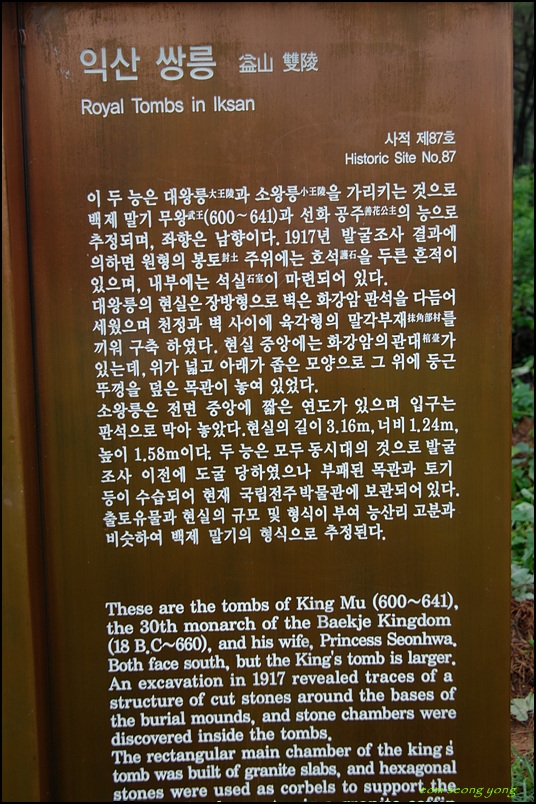 익산 쌍릉 益山 雙陵
Royal Tombs in Iksan
사적 제87호
Historic Site No.87
이 두 능은 대왕릉大王陵과 소왕릉小王陵을 가리키는 것으로
백제 말기 무왕武王(600～641)과 선화 공주善花公主의 능으로
추정되며, 좌향은 남향이다. 1917년 발굴조사 결과에
의하면 원형의 봉토封土 주위에는 호석護石을 두른 흔적이
있으며, 내부에는 석실石室이 마련되어 있다.
대왕릉의 현실은 장방형으로 벽은 화강암 판석을 다듬어
세웠으며 천정과 벽 사이에 육각형의 말각부재抹角部材를
끼워 구축 하였다. 현실 중앙에는 화강암의 관대棺臺가
있는데, 위가 넓고 아래가 좁은 모양으로 그 위에 둥근
뚜껑을 덮은 목관이 놓여 있었다.
소왕릉은 전면 중앙에 짧은 연도가 있으며 입구는
판석으로 막아 놓았다.현실의 길이 3.16m, 너비 1.24m,
높이 1.58m이다. 두 능은 모두 동시대의 것으로 발굴
조사 이전에 도굴 당하였으나 부패된 목관과 토기
등이 수습되어 현재 국립전주박물관에 보관되어 있다.
출토유물과 현실의 규모 및 형식이 부여 능산리 고분과
비슷하여 백제 말기의 형식으로 추정된다.
These are the tombs of King Mu (600～641),
the 30th monarch of the Baekje Kingdom
(18 B.C～660), and his wife, Princess Seonhwa.
Both face south, but the King's tomb is larger.
An excavation in 1917 revealed traces of a
structure of cut stones around the bases of
the burial mounds, and stone chambers were
discovered inside the tombs.
The rectangular main chamber of the king's
tomb was built of granite slabs, and hexagonal
stones were used as corbels to support the
eom seong yong